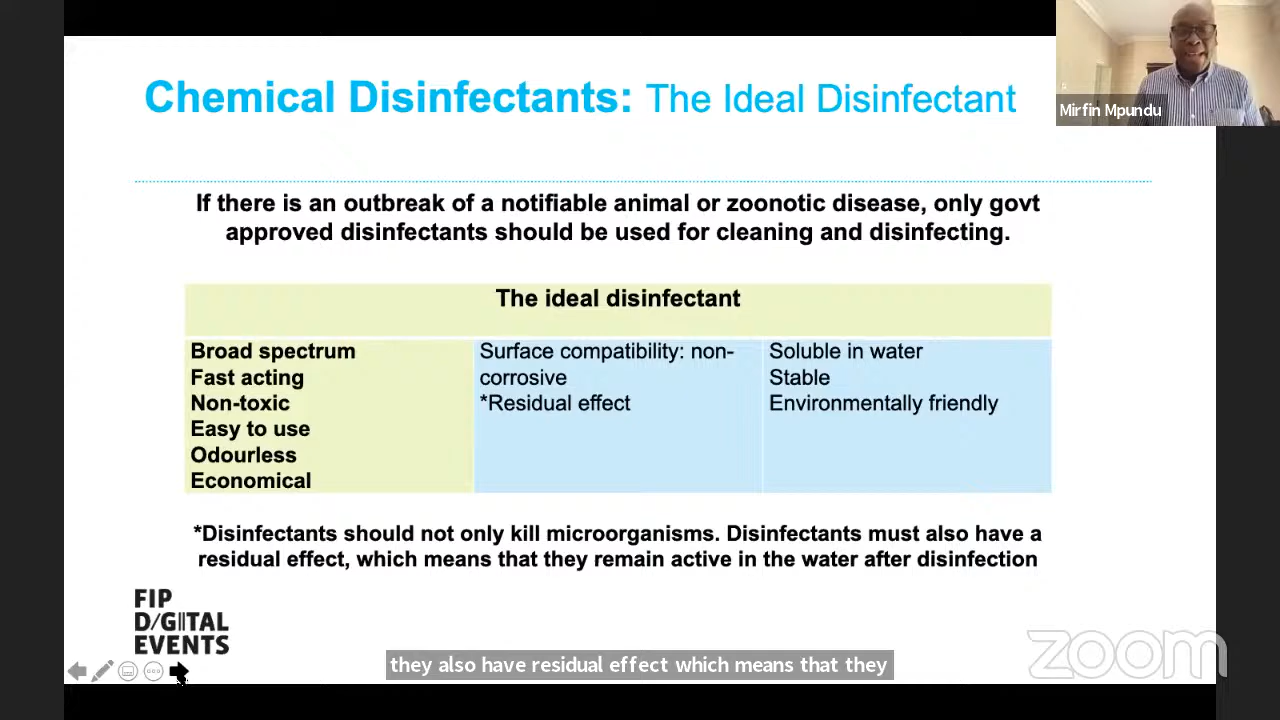 Chemical Disinfectants: The Ideal Disinfectant
Mirfin Mpundu
If there is an outbreak of a notifiable animal or zoonotic disease, only govt
approved disinfectants should be used for cleaning and disinfecting.
The ideal disinfectant
Broad spectrum
Fast acting
Non-toxic
Easy to use
Odourless
Economical
Surface compatibility: non-
corrosive
*Residual effect
Soluble in water
Stable
Environmentally friendly
*Disinfectants should not only kill microorganisms. Disinfectants must also have a
residual effect, which means that they remain active in the water after disinfection
FIP
D/GITAL
EVENTS
they also have residual effect which means that they
zoom